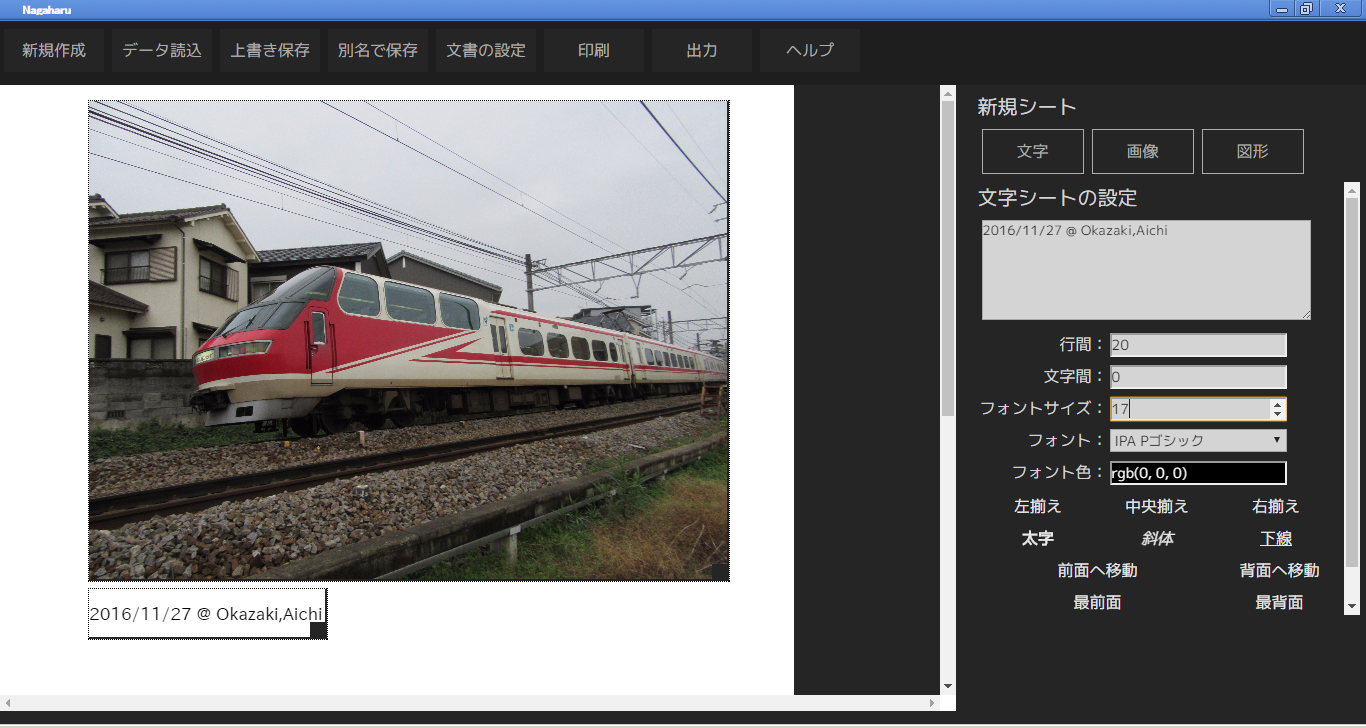 Nagaharu
新規作成 データ読込 上書き保存 別名で保存 文書の設定 印刷 出力 ヘルプ
新規シート
文字 画像 図形
文字シートの設定
2016/11/27 @ Okazaki,Aichi
行間： 20
文字間： 0
フォントサイズ： 17
フォント： IPA Pゴシック
フォント色： rgb(0, 0, 0)
左揃え 中央揃え 右揃え
太字 斜体 下線
前面へ移動 背面へ移動
最前面 最背面
2016/11/27 @ Okazaki,Aichi